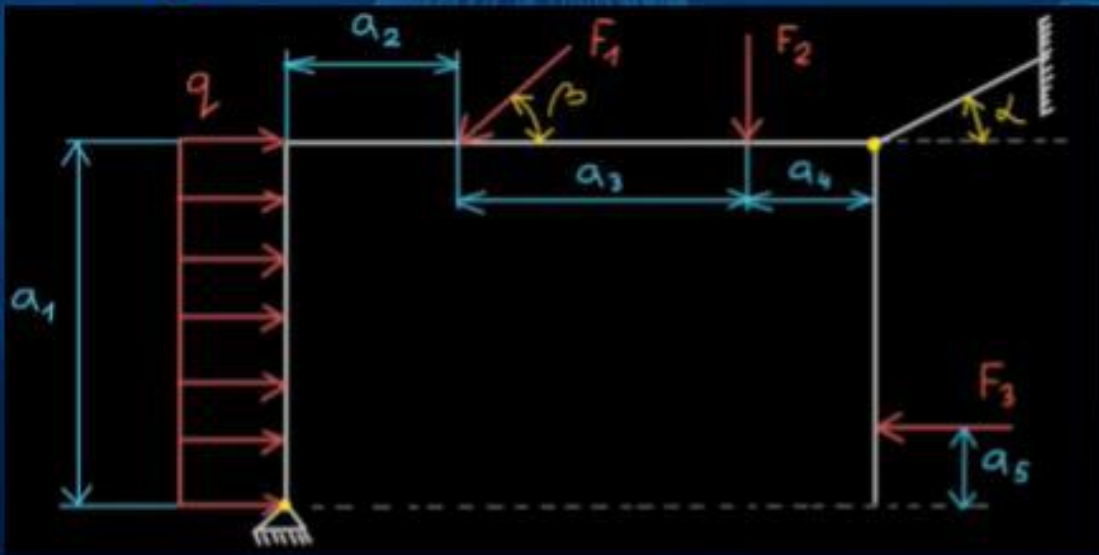 a₂
F₁
F₂
q
β
α
a₃
a₄
a₁
F₃
a₅